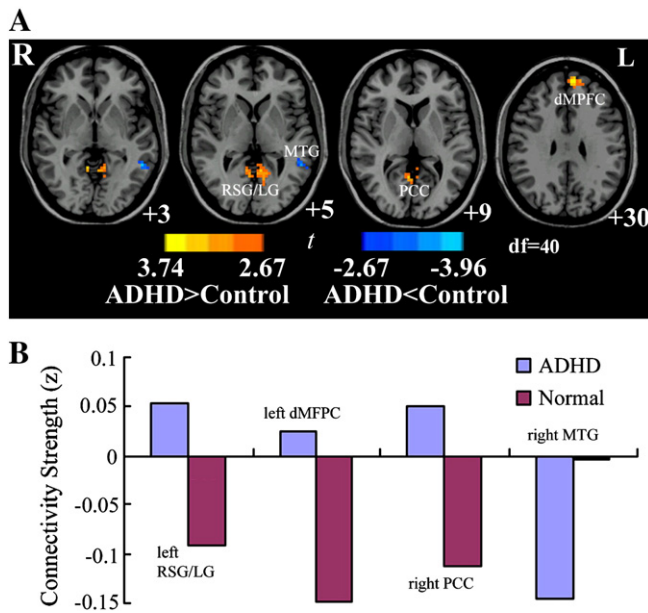 A
R
L
dMPFC
MTG
RSG/LG
PCC
+3
+5
+9
+30
t
df=40
3.74
2.67
-2.67
-3.96
ADHD>Control
ADHD<Control
B
Connectivity Strength (z)
0.1
0.05
0
-0.05
-0.1
-0.15
ADHD
Normal
left dMFPC
right MTG
left
RSG/LG
right PCC